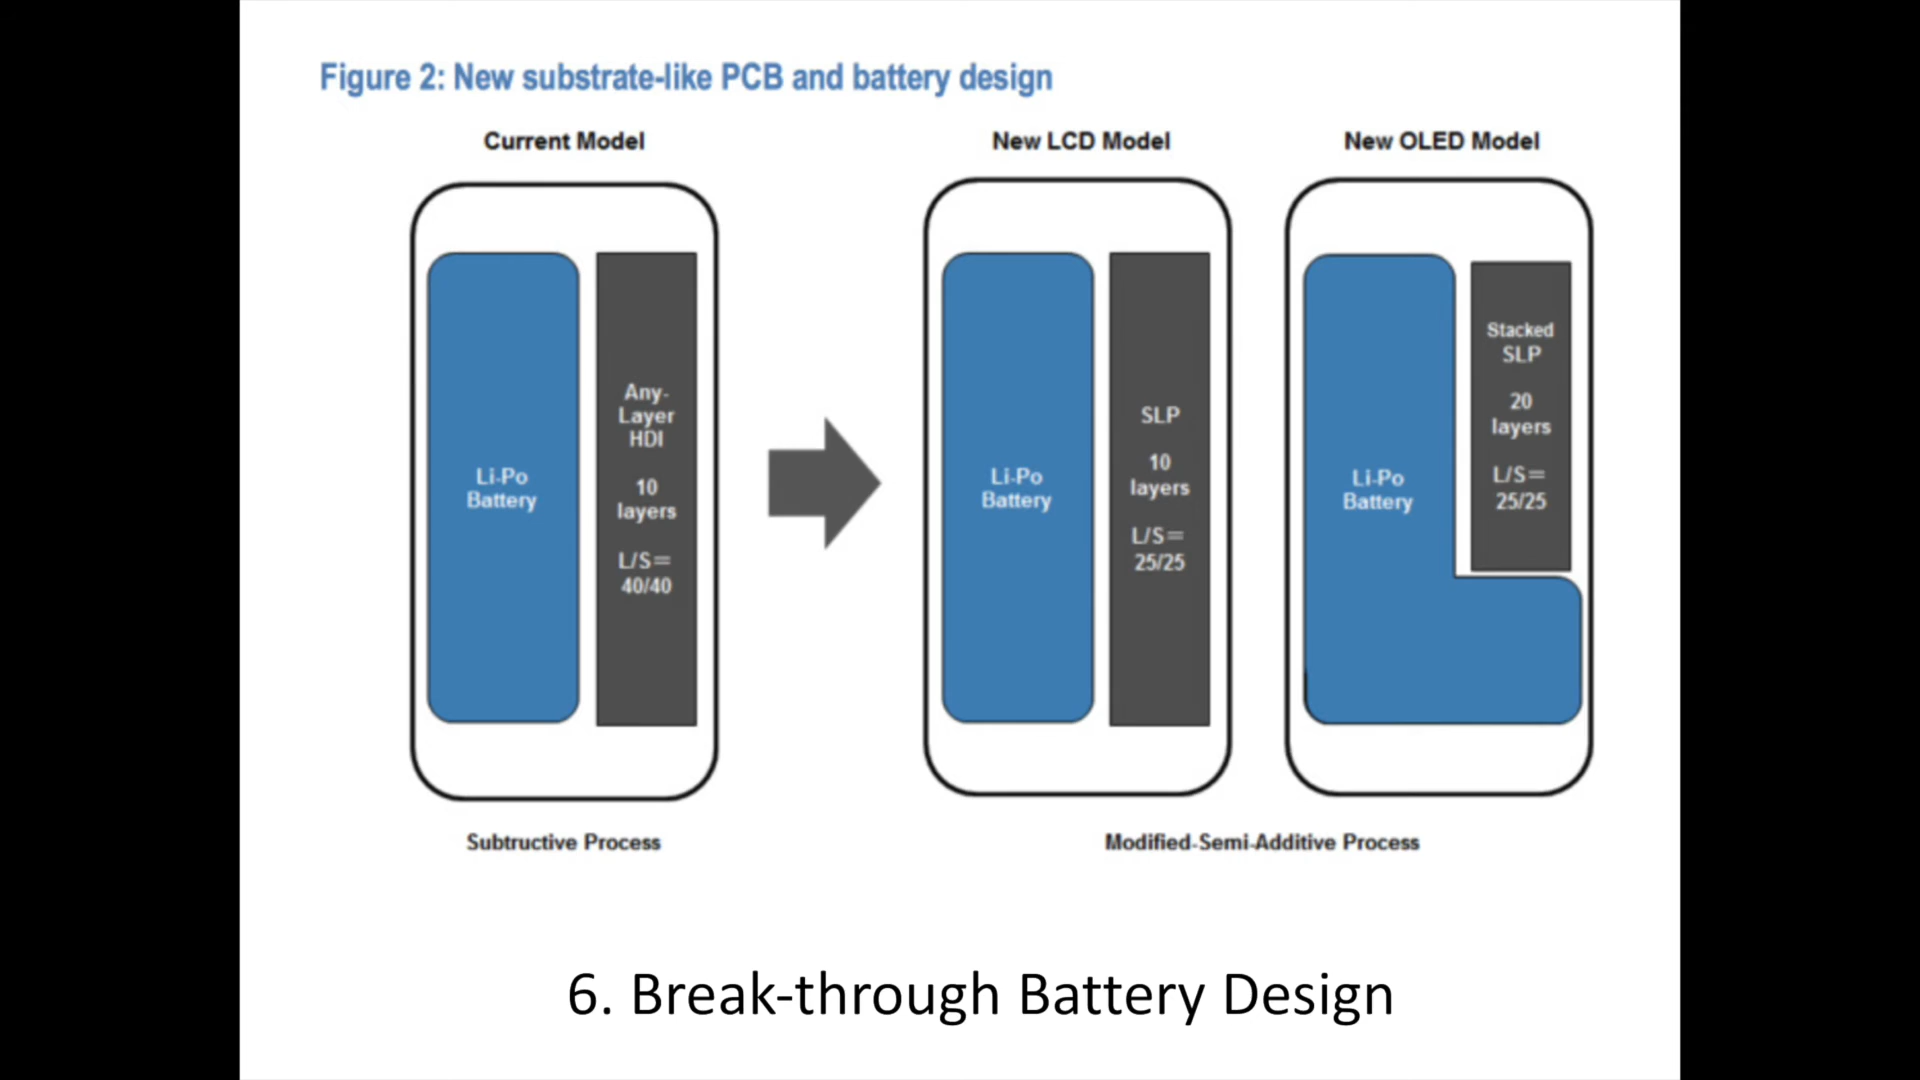 Figure 2: New substrate-like PCB and battery design
Current Model
New LCD Model
New OLED Model
Li-Po
Battery
Any-
Layer
HDI
10
layers
L/S=
40/40
Li-Po
Battery
SLP
10
layers
L/S=
25/25
Li-Po
Battery
Stacked
SLP
20
layers
L/S=
25/25
Subtructive Process
Modified-Semi-Additive Process
6. Break-through Battery Design